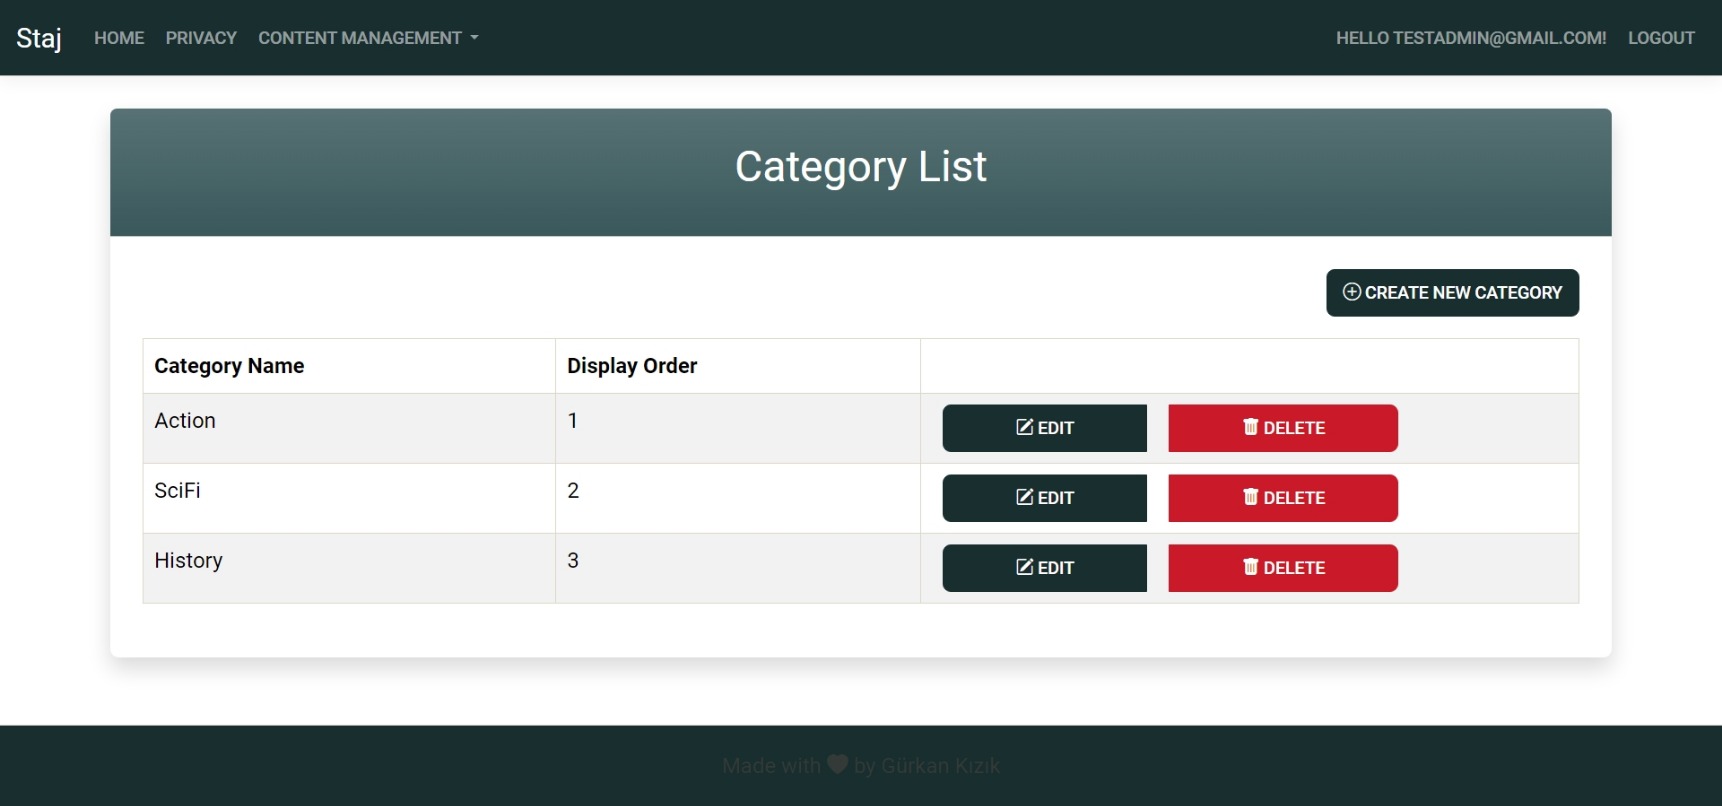 Staj HOME PRIVACY CONTENT MANAGEMENT HELLO TESTADMIN@GMAIL.COM! LOGOUT
Category List
CREATE NEW CATEGORY
Category Name Display Order
Action 1 EDIT DELETE
SciFi 2 EDIT DELETE
History 3 EDIT DELETE
Made with by Gürkan Kızık